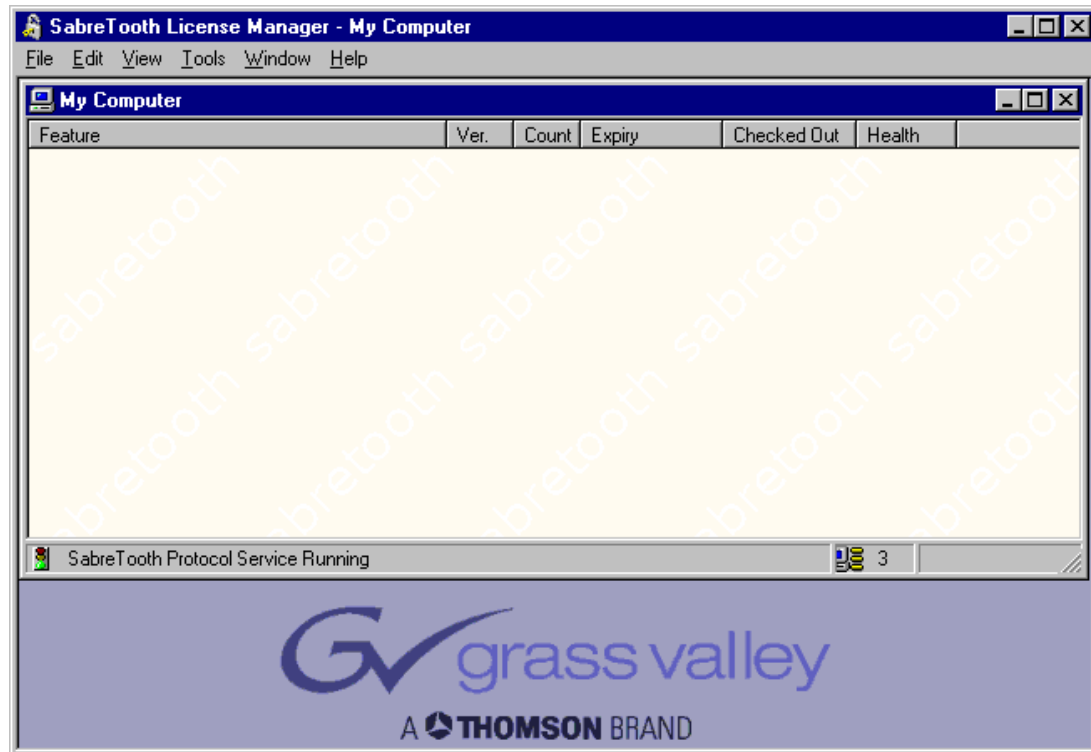 SabreTooth License Manager - My Computer
File Edit View Tools Window Help
My Computer
Feature Ver. Count Expiry Checked Out Health
sabretooth sabretooth sabretooth sabretooth sabretooth
sabretooth sabretooth sabretooth sabretooth sabretooth
SabreTooth Protocol Service Running 3
GV grass valley
A THOMSON BRAND